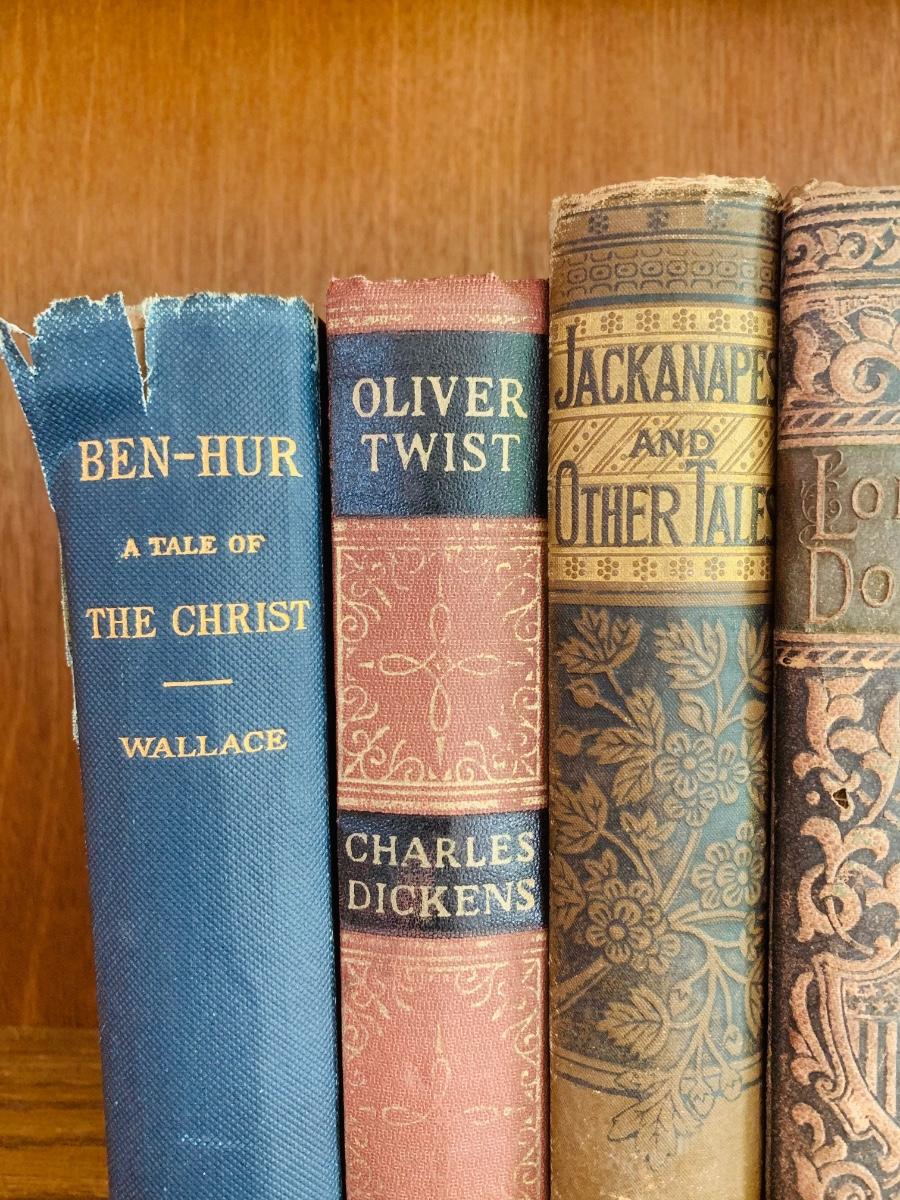 BEN-HUR
A TALE OF
THE CHRIST
WALLACE
OLIVER
TWIST
CHARLES
DICKENS
JACKANAPES
AND
OTHER TALES